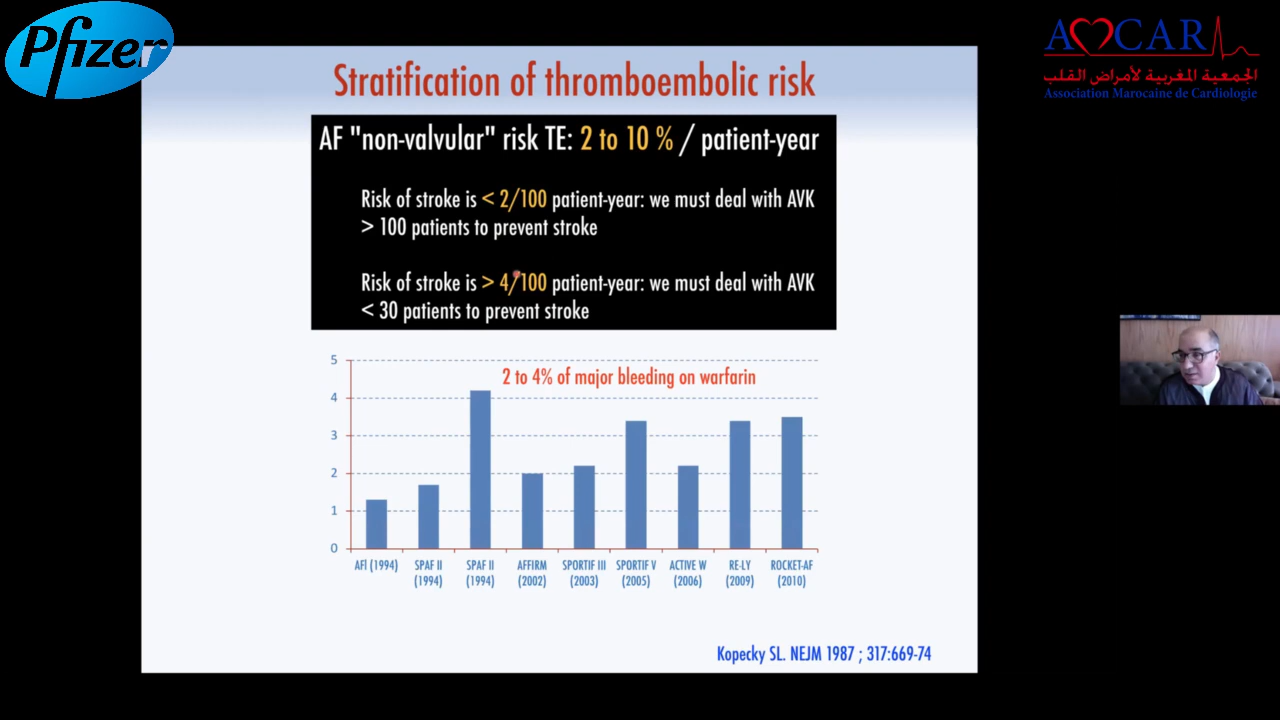 Pfizer
AMCAR
الجمعية المغربية لأمراض القلب
Association Marocaine de Cardiologie
Stratification of thromboembolic risk
AF "non-valvular" risk TE: 2 to 10 % / patient-year
Risk of stroke is < 2/100 patient-year: we must deal with AVK
> 100 patients to prevent stroke
Risk of stroke is > 4/100 patient-year: we must deal with AVK
< 30 patients to prevent stroke
2 to 4% of major bleeding on warfarin
5
4
3
2
1
0
AFI (1994) SPAF II SPAF II AFFIRM SPORTIF III SPORTIF V ACTIVE W RE-LY ROCKET-AF
(1994) (1994) (2002) (2003) (2005) (2006) (2009) (2010)
Kopecky SL. NEJM 1987 ; 317:669-74